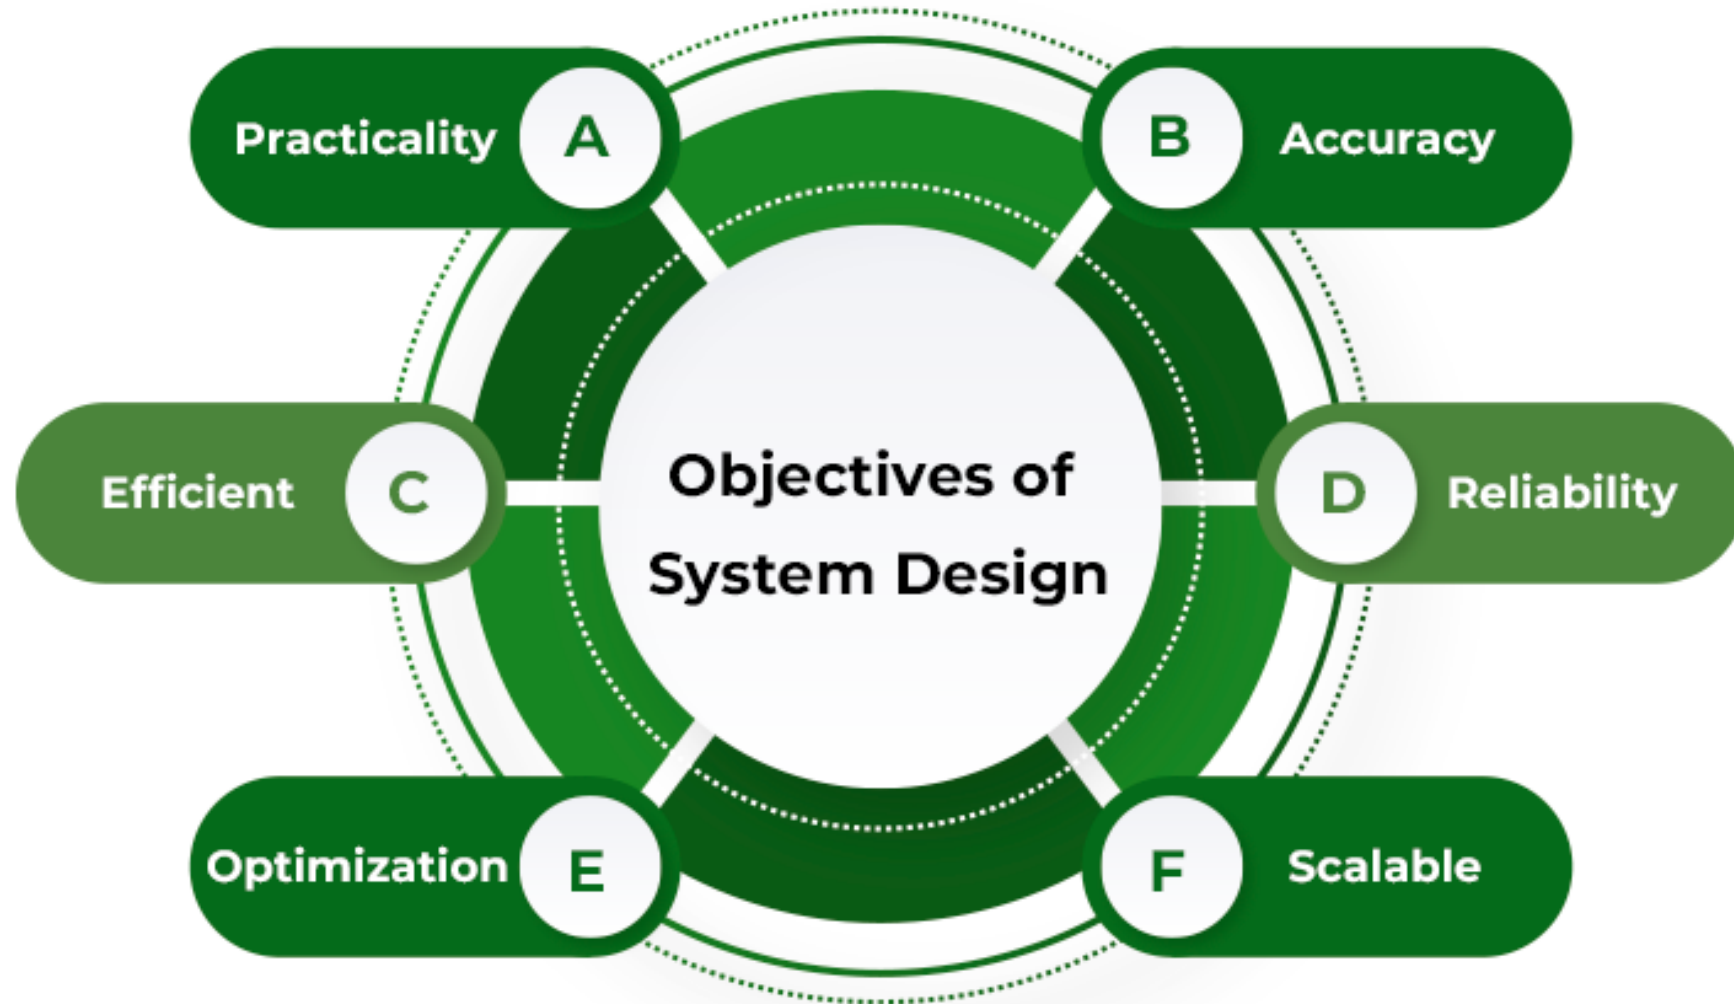 Practicality A
B Accuracy
Efficient C
Objectives of
System Design
D Reliability
Optimization E
F Scalable